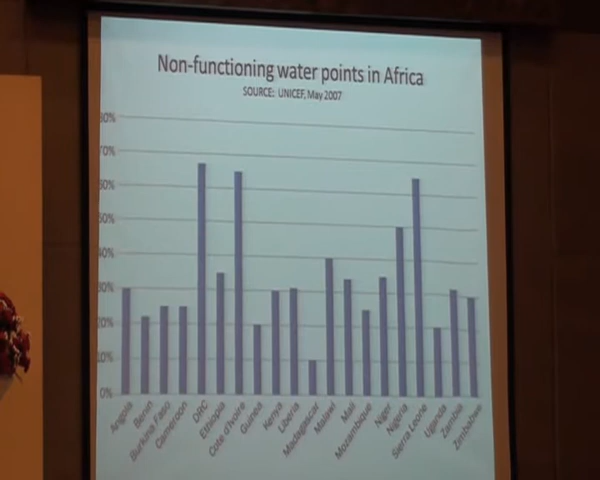 Non-functioning water points in Africa
SOURCE: UNICEF, May 2007
80%
70%
60%
50%
40%
30%
20%
10%
0%
Angola
Benin
Burkina Faso
Cameroon
DRC
Ethiopia
Cote d'Ivoire
Guinea
Kenya
Liberia
Madagascar
Malawi
Mali
Mozambique
Niger
Nigeria
Sierra Leone
Uganda
Zambia
Zimbabwe